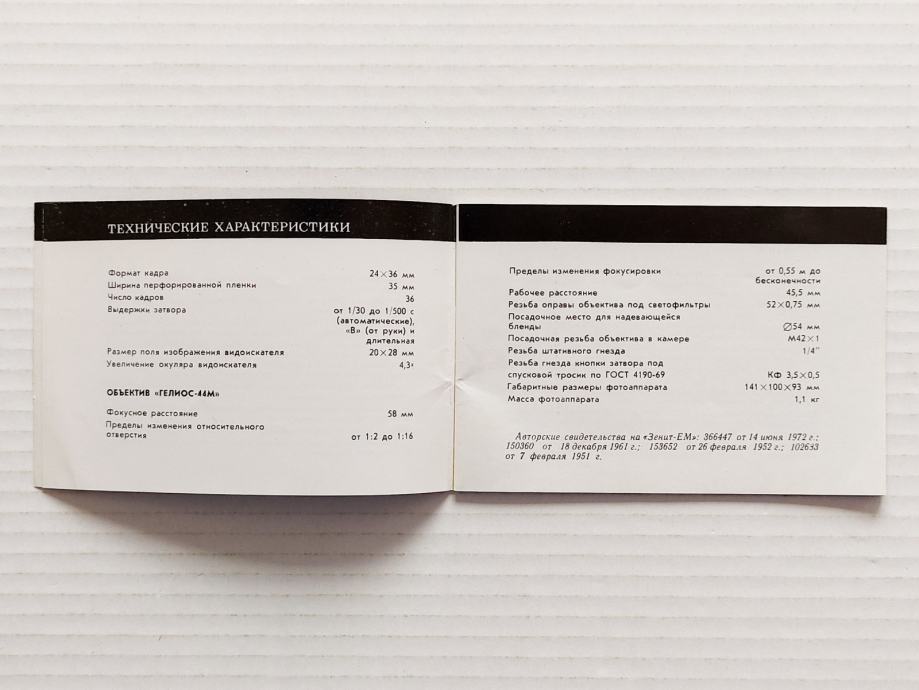 ТЕХНИЧЕСКИЕ ХАРАКТЕРИСТИКИ
Формат кадра 24×36 мм
Ширина перфорированной пленки 35 мм
Число кадров 36
Выдержки затвора от 1/30 до 1/500 с
(автоматические),
«В» (от руки) и
длительная
Размер поля изображения видоискателя 20×28 мм
Увеличение окуляра видоискателя 4,3ˣ
ОБЪЕКТИВ «ГЕЛИОС-44М»
Фокусное расстояние 58 мм
Пределы изменения относительного
отверстия от 1:2 до 1:16
Пределы изменения фокусировки от 0,55 м до
бесконечности
Рабочее расстояние 45,5 мм
Резьба оправы объектива под светофильтры 52×0,75 мм
Посадочное место для надевающейся
бленды ∅54 мм
Посадочная резьба объектива в камере М42×1
Резьба штативного гнезда 1/4"
Резьба гнезда кнопки затвора под
спусковой тросик по ГОСТ 4190-69 КФ 3,5×0,5
Габаритные размеры фотоаппарата 141×100×93 мм
Масса фотоаппарата 1,1 кг
Авторские свидетельства на «Зенит-ЕМ»: 366447 от 14 июня 1972 г.;
150360 от 18 декабря 1961 г.; 153652 от 26 февраля 1952 г.; 102633
от 7 февраля 1951 г.